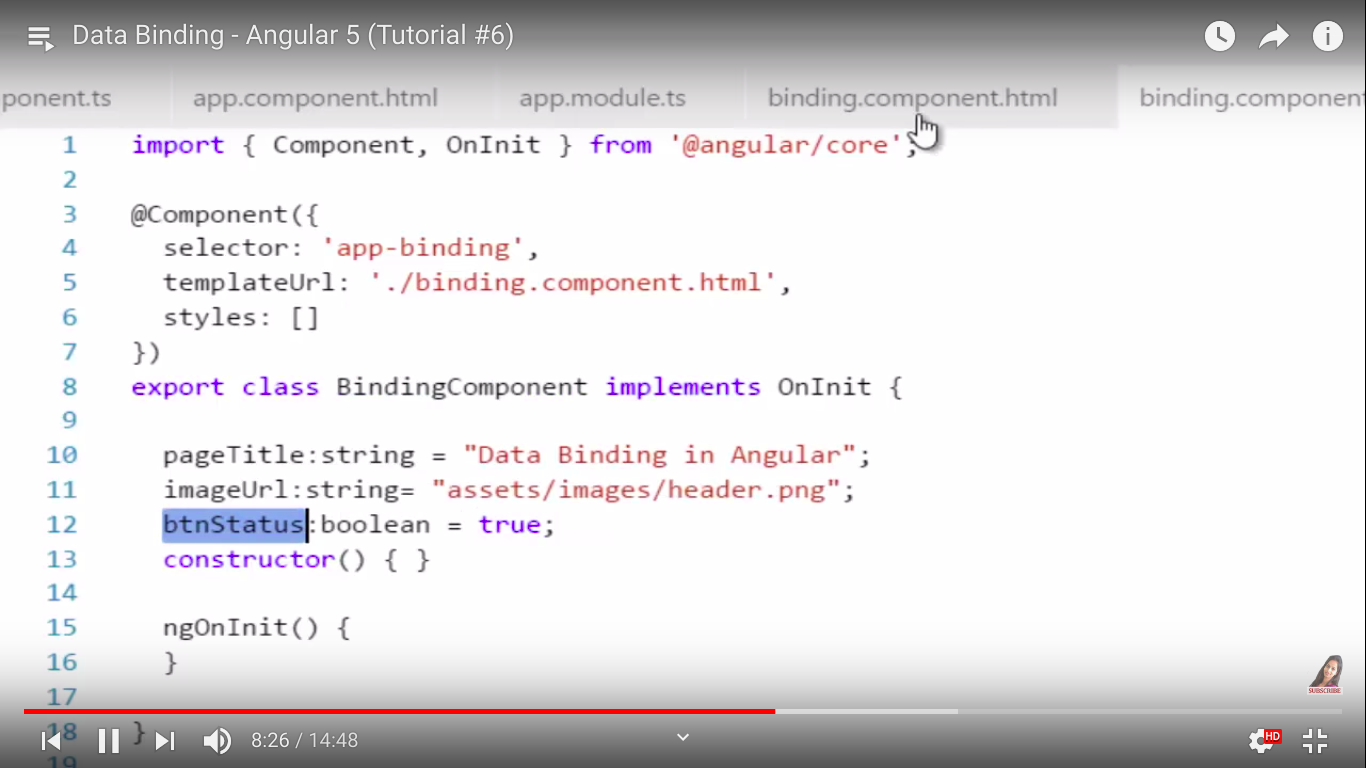 Data Binding - Angular 5 (Tutorial #6)
ponent.ts app.component.html app.module.ts binding.component.html binding.componen
1 import { Component, OnInit } from '@angular/core';
2
3 @Component({
4 selector: 'app-binding',
5 templateUrl: './binding.component.html',
6 styles: []
7 })
8 export class BindingComponent implements OnInit {
9
10 pageTitle:string = "Data Binding in Angular";
11 imageUrl:string= "assets/images/header.png";
12 btnStatus:boolean = true;
13 constructor() { }
14
15 ngOnInit() {
16 }
17
18 }
19
SUBSCRIBE
8:26 / 14:48
HD